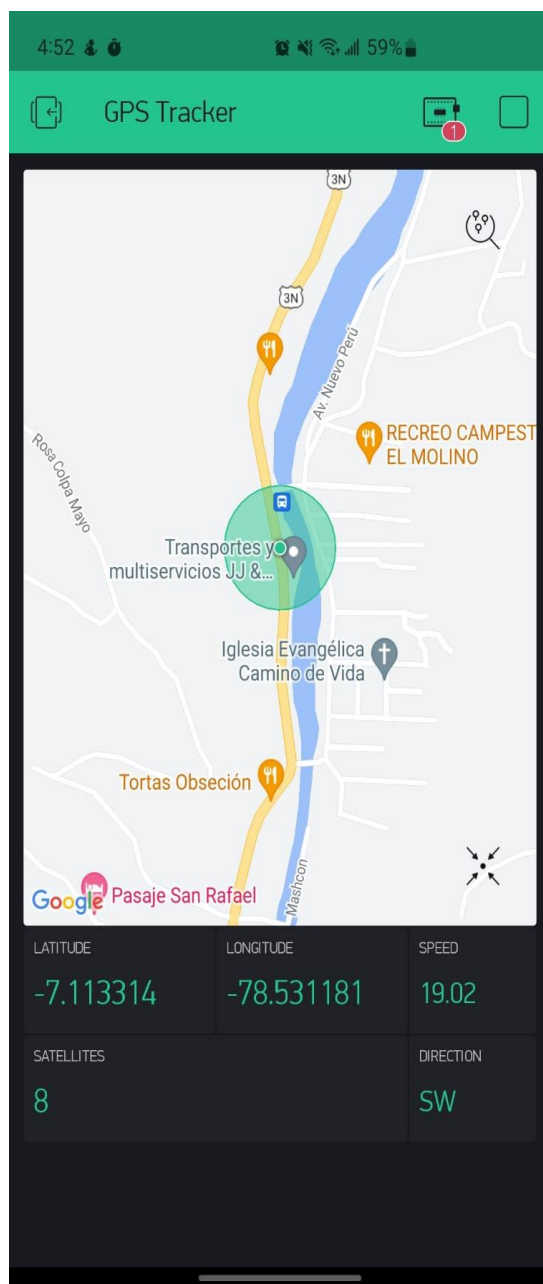 4:52
59%
GPS Tracker
1
3N
3N
Av. Nuevo Perú
RECREO CAMPEST
EL MOLINO
Rosa Colpa Mayo
Transportes y
multiservicios JJ &...
Iglesia Evangélica
Camino de Vida
Tortas Obseción
Mashcon
Google
Pasaje San Rafael
LATITUDE
LONGITUDE
SPEED
-7.113314
-78.531181
19.02
SATELLITES
DIRECTION
8
SW